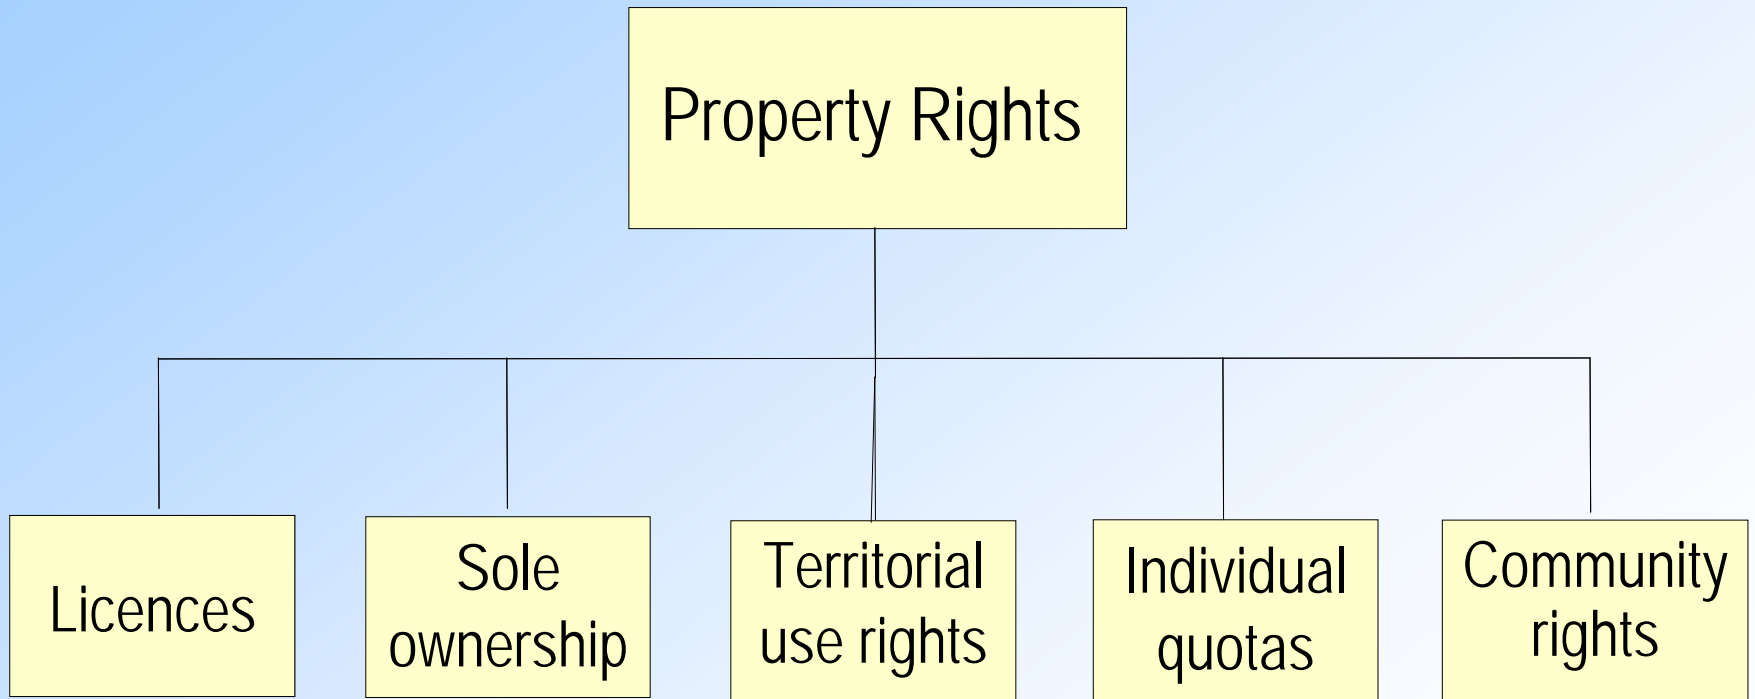 Property Rights
Licences
Sole
ownership
Territorial
use rights
Individual
quotas
Community
rights